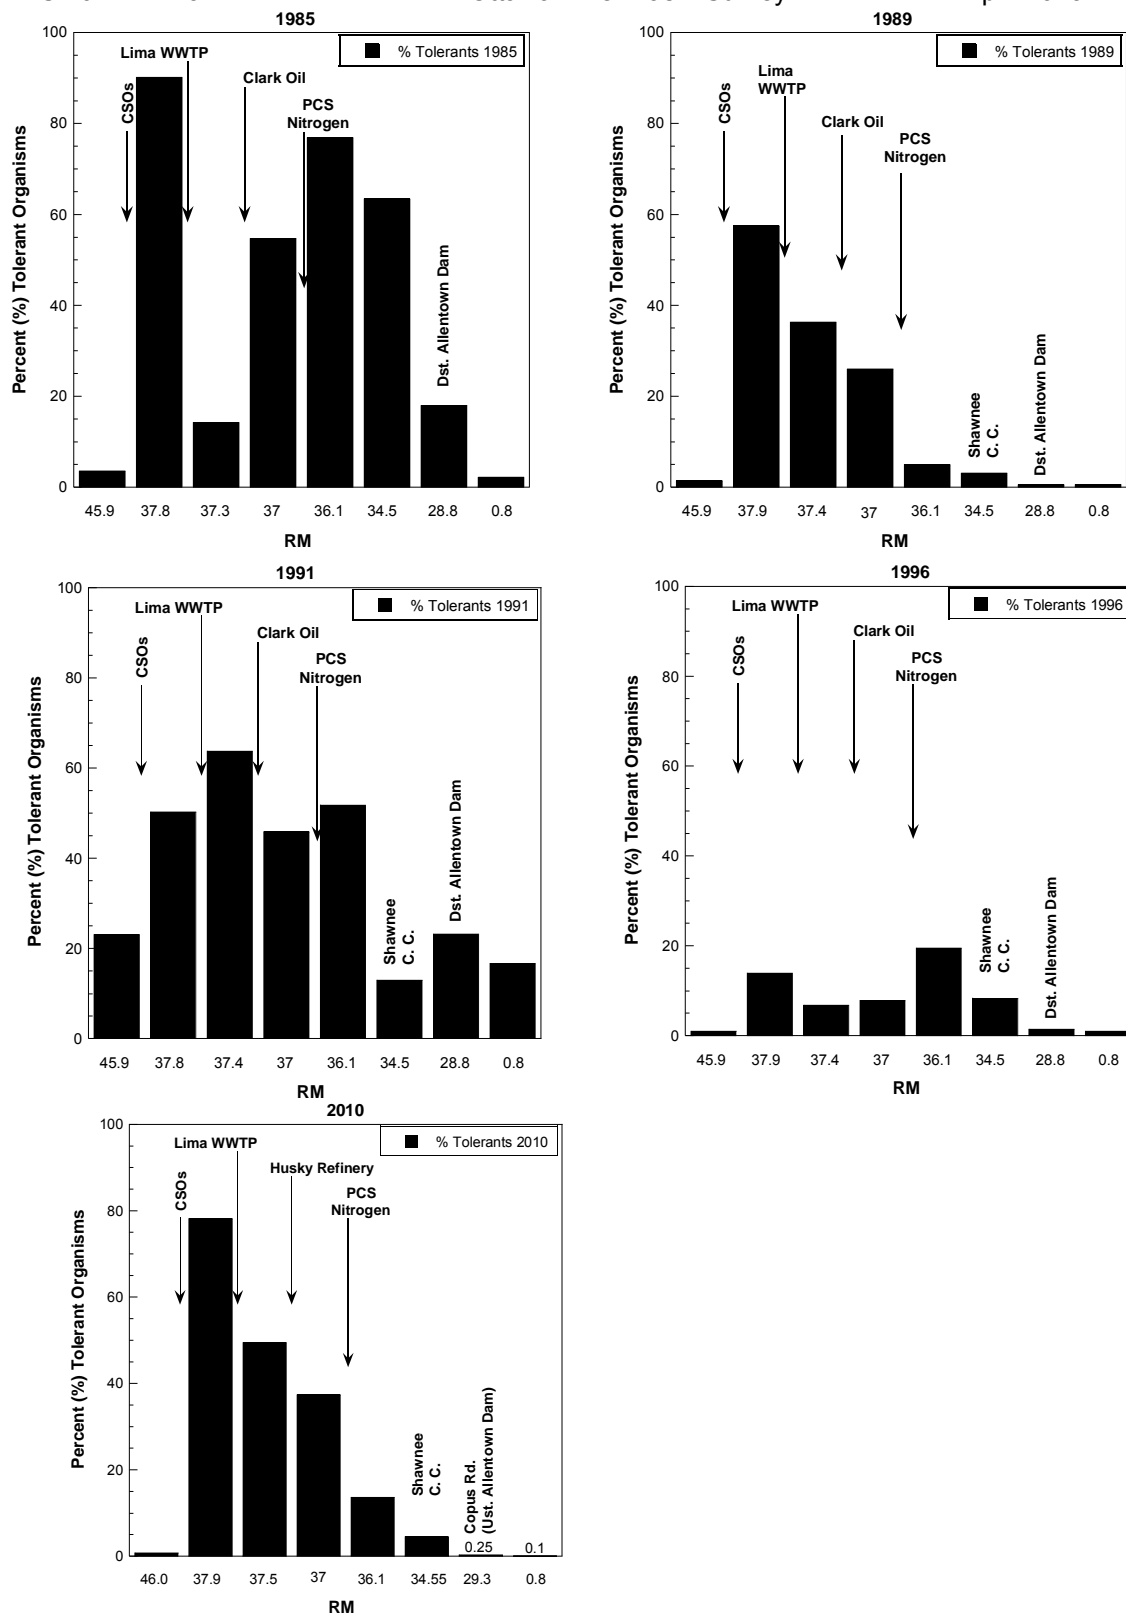 1985
% Tolerants 1985
Lima WWTP
CSOs
Clark Oil
PCS
Nitrogen
Dst. Allentown Dam
Percent (%) Tolerant Organisms
100
80
60
40
20
0
45.9 37.8 37.3 37 36.1 34.5 28.8 0.8
RM
1989
% Tolerants 1989
CSOs
Lima
WWTP
Clark Oil
PCS
Nitrogen
Shawnee
C. C.
Dst. Allentown Dam
Percent (%) Tolerant Organisms
100
80
60
40
20
0
45.9 37.9 37.4 37 36.1 34.5 28.8 0.8
RM
1991
% Tolerants 1991
Lima WWTP
CSOs
Clark Oil
PCS
Nitrogen
Shawnee
C. C.
Dst. Allentown Dam
Percent (%) Tolerant Organisms
100
80
60
40
20
0
45.9 37.8 37.4 37 36.1 34.5 28.8 0.8
RM
1996
% Tolerants 1996
Lima WWTP
CSOs
Clark Oil
PCS
Nitrogen
Shawnee
C. C.
Dst. Allentown Dam
Percent (%) Tolerant Organisms
100
80
60
40
20
0
45.9 37.9 37.4 37 36.1 34.5 28.8 0.8
RM
2010
% Tolerants 2010
Lima WWTP
CSOs
Husky Refinery
PCS
Nitrogen
Shawnee
C. C.
Copus Rd.
(Ust. Allentown Dam)
0.25 0.1
Percent (%) Tolerant Organisms
100
80
60
40
20
0
46.0 37.9 37.5 37 36.1 34.55 29.3 0.8
RM